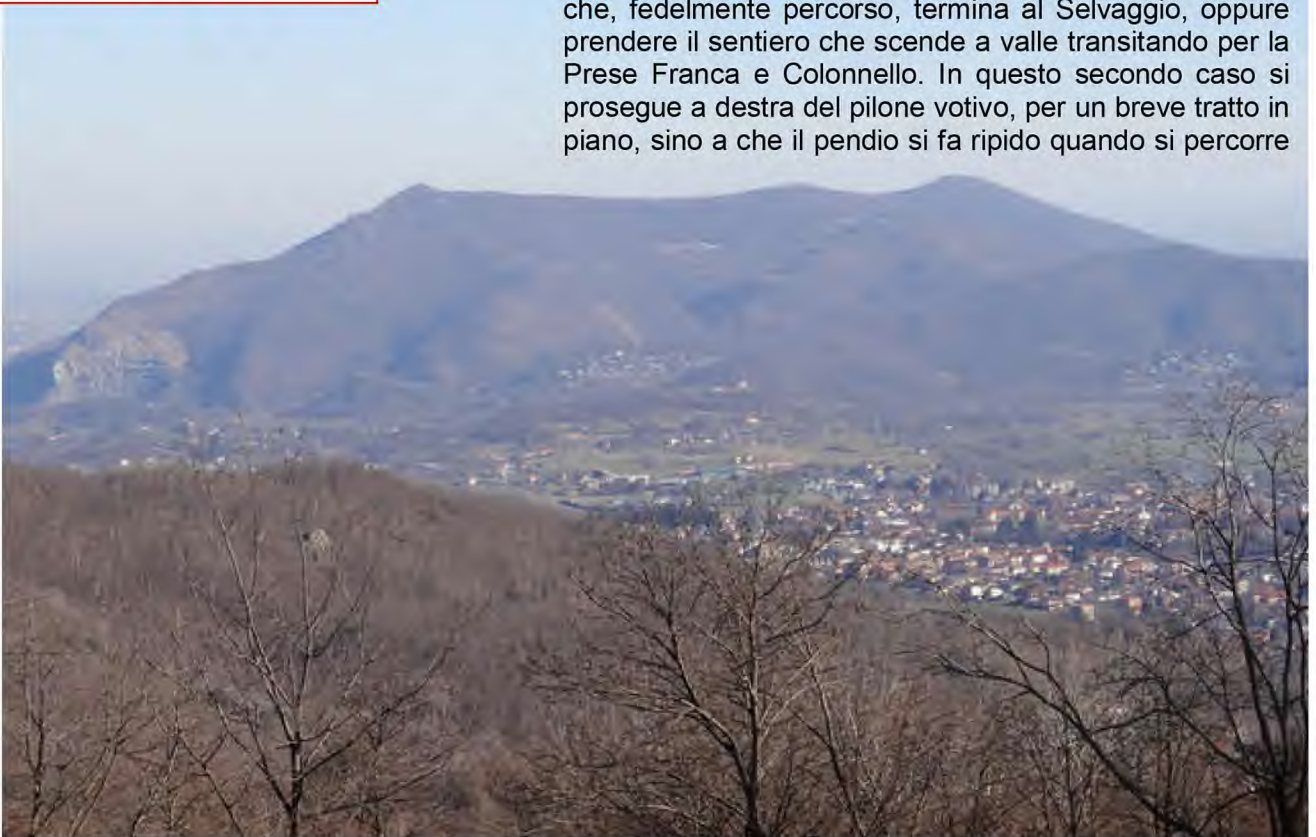 che, fedelmente percorso, termina al Selvaggio, oppure
prendere il sentiero che scende a valle transitando per la
Prese Franca e Colonnello. In questo secondo caso si
prosegue a destra del pilone votivo, per un breve tratto in
piano, sino a che il pendio si fa ripido quando si percorre